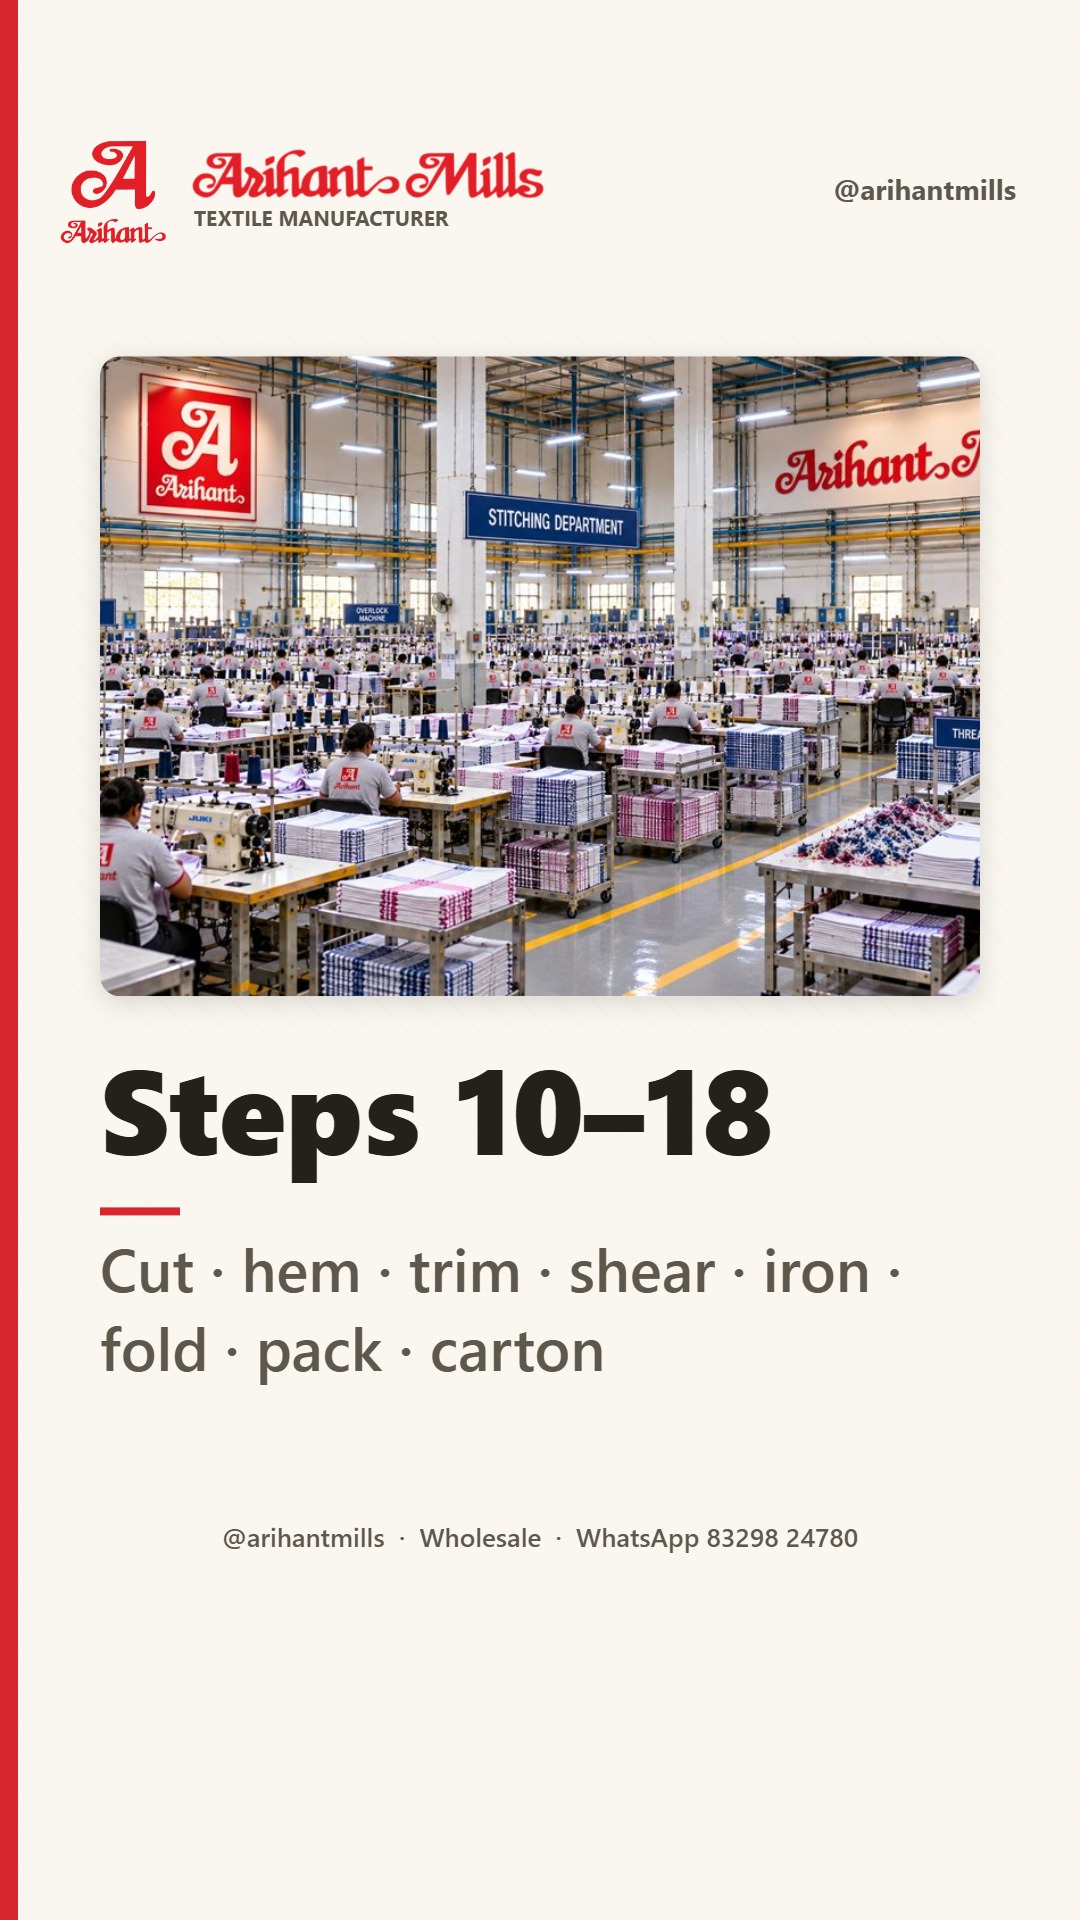 A
Arihant
Arihant Mills
TEXTILE MANUFACTURER
@arihantmills
A
Arihant
Arihant
STITCHING DEPARTMENT
OVERLOCK
MACHINE
JUKI
Steps 10–18
Cut · hem · trim · shear · iron ·
fold · pack · carton
@arihantmills · Wholesale · WhatsApp 83298 24780